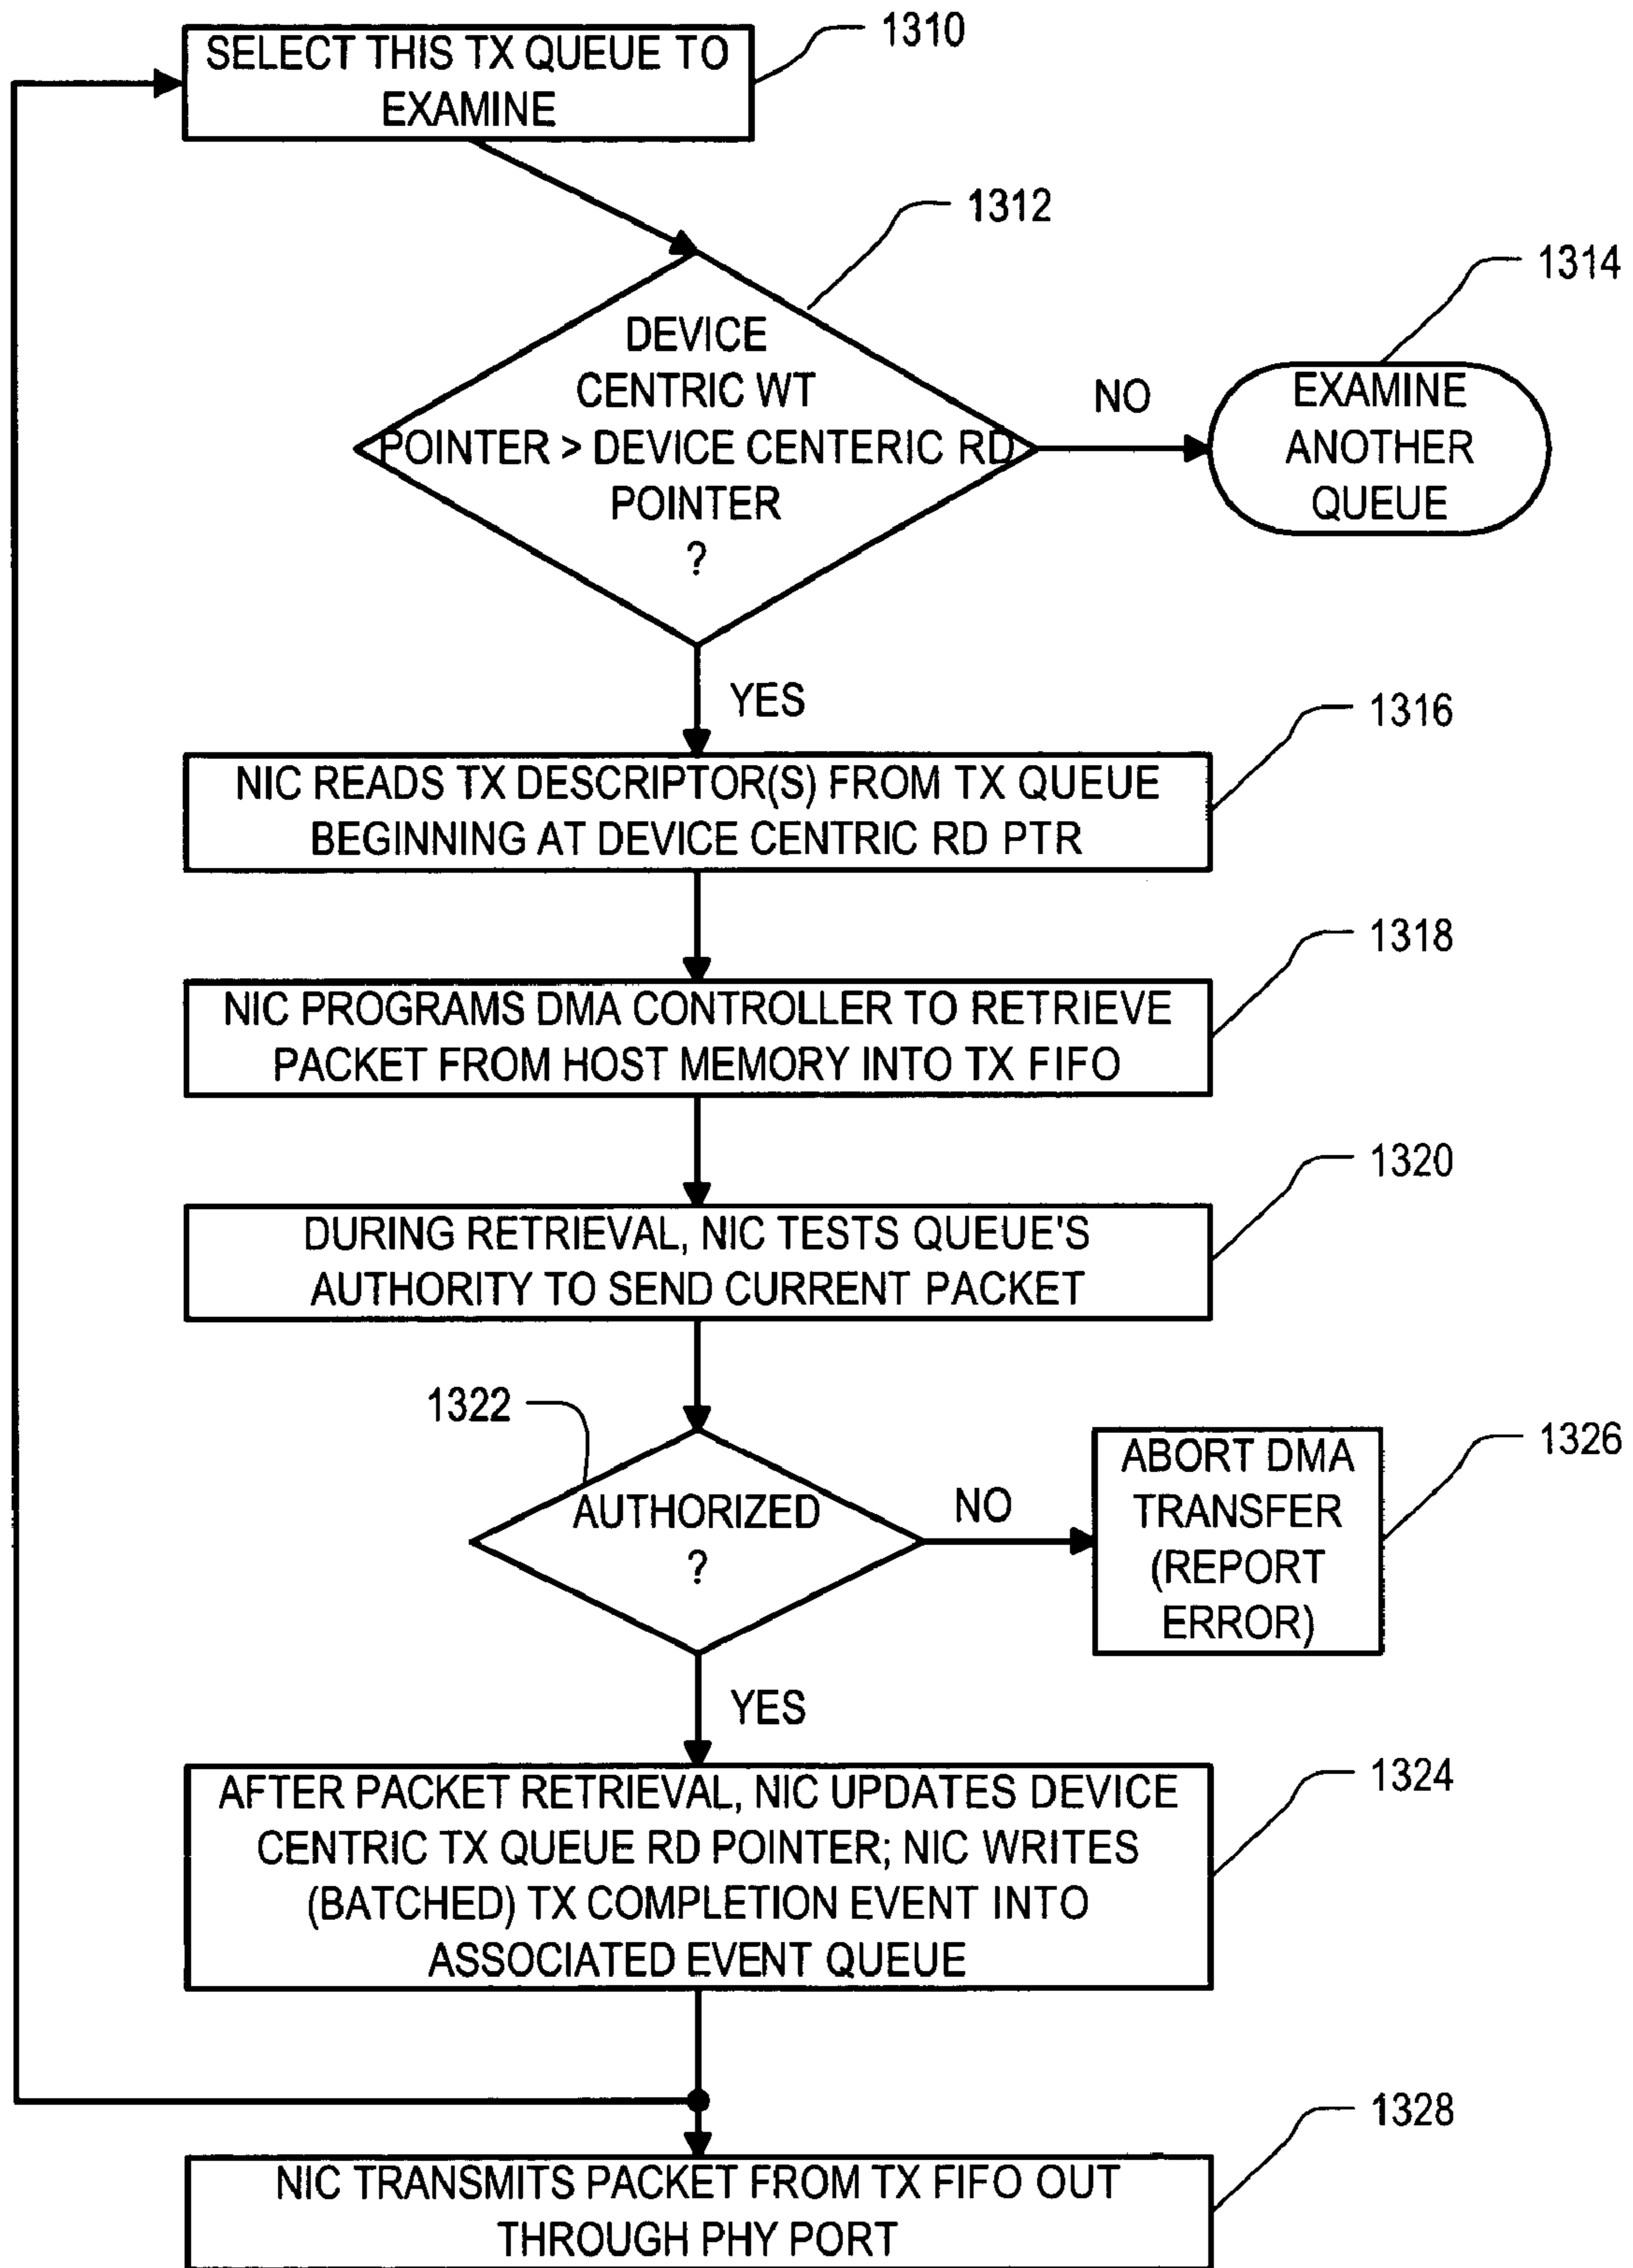 1310
SELECT THIS TX QUEUE TO
EXAMINE
1312
1314
DEVICE
CENTRIC WT
POINTER > DEVICE CENTERIC RD
POINTER
?
NO
EXAMINE
ANOTHER
QUEUE
YES
1316
NIC READS TX DESCRIPTOR(S) FROM TX QUEUE
BEGINNING AT DEVICE CENTRIC RD PTR
1318
NIC PROGRAMS DMA CONTROLLER TO RETRIEVE
PACKET FROM HOST MEMORY INTO TX FIFO
1320
DURING RETRIEVAL, NIC TESTS QUEUE'S
AUTHORITY TO SEND CURRENT PACKET
1322
AUTHORIZED
?
NO
1326
ABORT DMA
TRANSFER
(REPORT
ERROR)
YES
1324
AFTER PACKET RETRIEVAL, NIC UPDATES DEVICE
CENTRIC TX QUEUE RD POINTER; NIC WRITES
(BATCHED) TX COMPLETION EVENT INTO
ASSOCIATED EVENT QUEUE
1328
NIC TRANSMITS PACKET FROM TX FIFO OUT
THROUGH PHY PORT